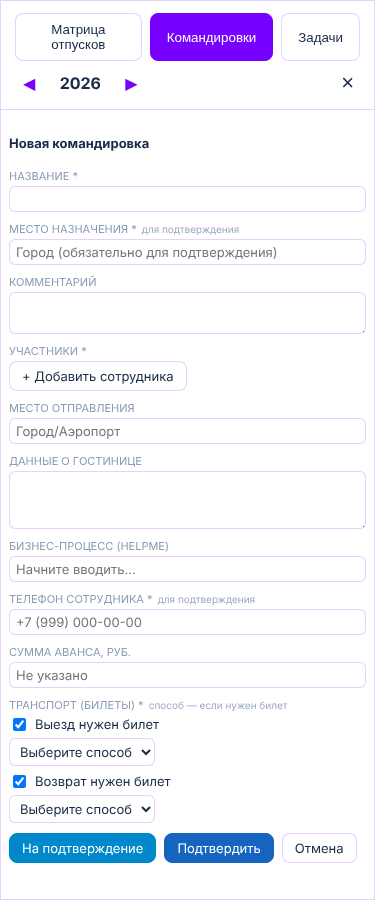 Матрица
отпусков
Командировки
Задачи
◀ 2026 ▶ ×
Новая командировка
НАЗВАНИЕ *
МЕСТО НАЗНАЧЕНИЯ * для подтверждения
Город (обязательно для подтверждения)
КОММЕНТАРИЙ
УЧАСТНИКИ *
+ Добавить сотрудника
МЕСТО ОТПРАВЛЕНИЯ
Город/Аэропорт
ДАННЫЕ О ГОСТИНИЦЕ
БИЗНЕС-ПРОЦЕСС (HELPME)
Начните вводить...
ТЕЛЕФОН СОТРУДНИКА * для подтверждения
+7 (999) 000-00-00
СУММА АВАНСА, РУБ.
Не указано
ТРАНСПОРТ (БИЛЕТЫ) * способ — если нужен билет
Выезд нужен билет
Выберите способ
Возврат нужен билет
Выберите способ
На подтверждение Подтвердить Отмена